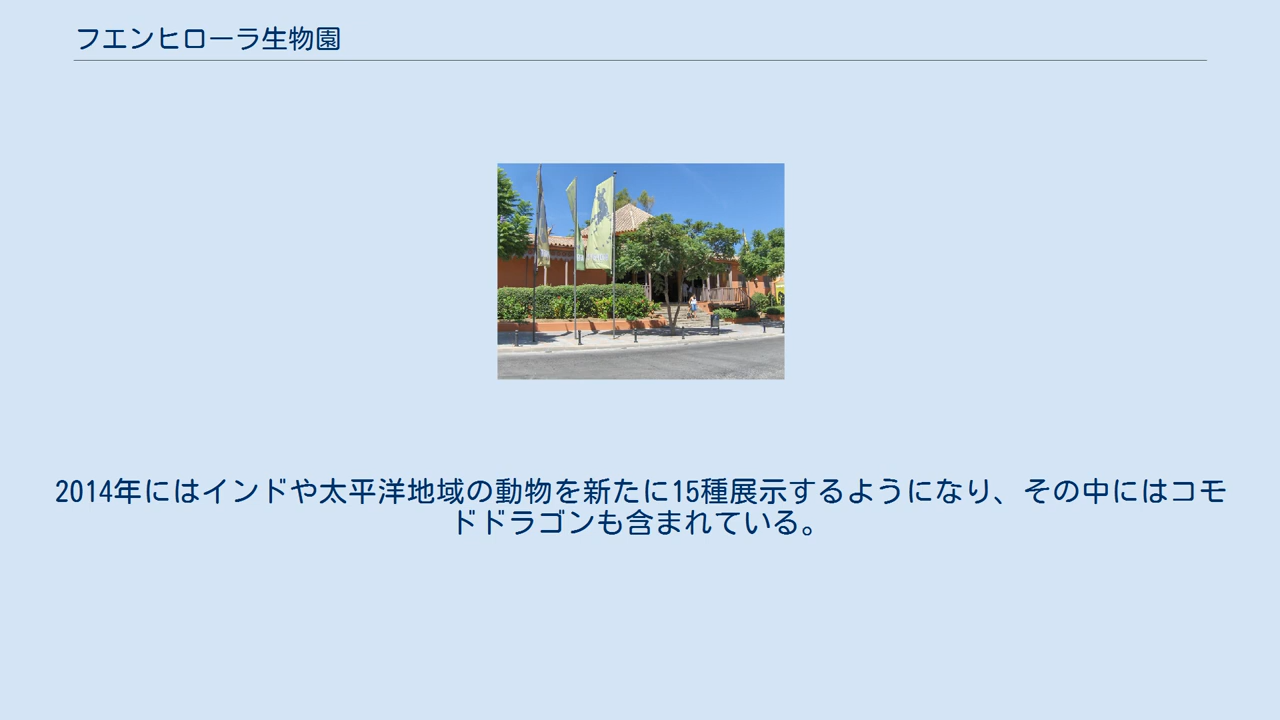 フエンヒローラ生物園
2014年にはインドや太平洋地域の動物を新たに15種展示するようになり、その中にはコモ
ドドラゴンも含まれている。